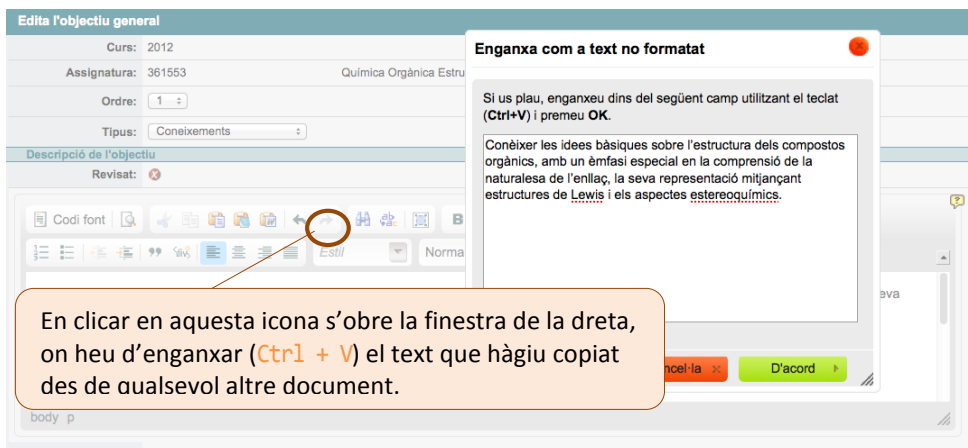 Edita l'objectiu general
Curs: 2012
Assignatura: 361553 Química Orgànica Estru
Ordre: 1
Tipus: Coneixements
Descripció de l'objectiu
Revisat:
Codi font
B
Estil
Norma
eva
Enganxa com a text no formatat
Si us plau, enganxeu dins del següent camp utilitzant el teclat
(Ctrl+V) i premeu OK.
Conèixer les idees bàsiques sobre l'estructura dels compostos
orgànics, amb un èmfasi especial en la comprensió de la
naturalesa de l'enllaç, la seva representació mitjançant
estructures de Lewis i els aspectes estereoquímics.
ncel·la
D'acord
En clicar en aquesta icona s'obre la finestra de la dreta,
on heu d'enganxar (Ctrl + V) el text que hàgiu copiat
des de qualsevol altre document.
body p